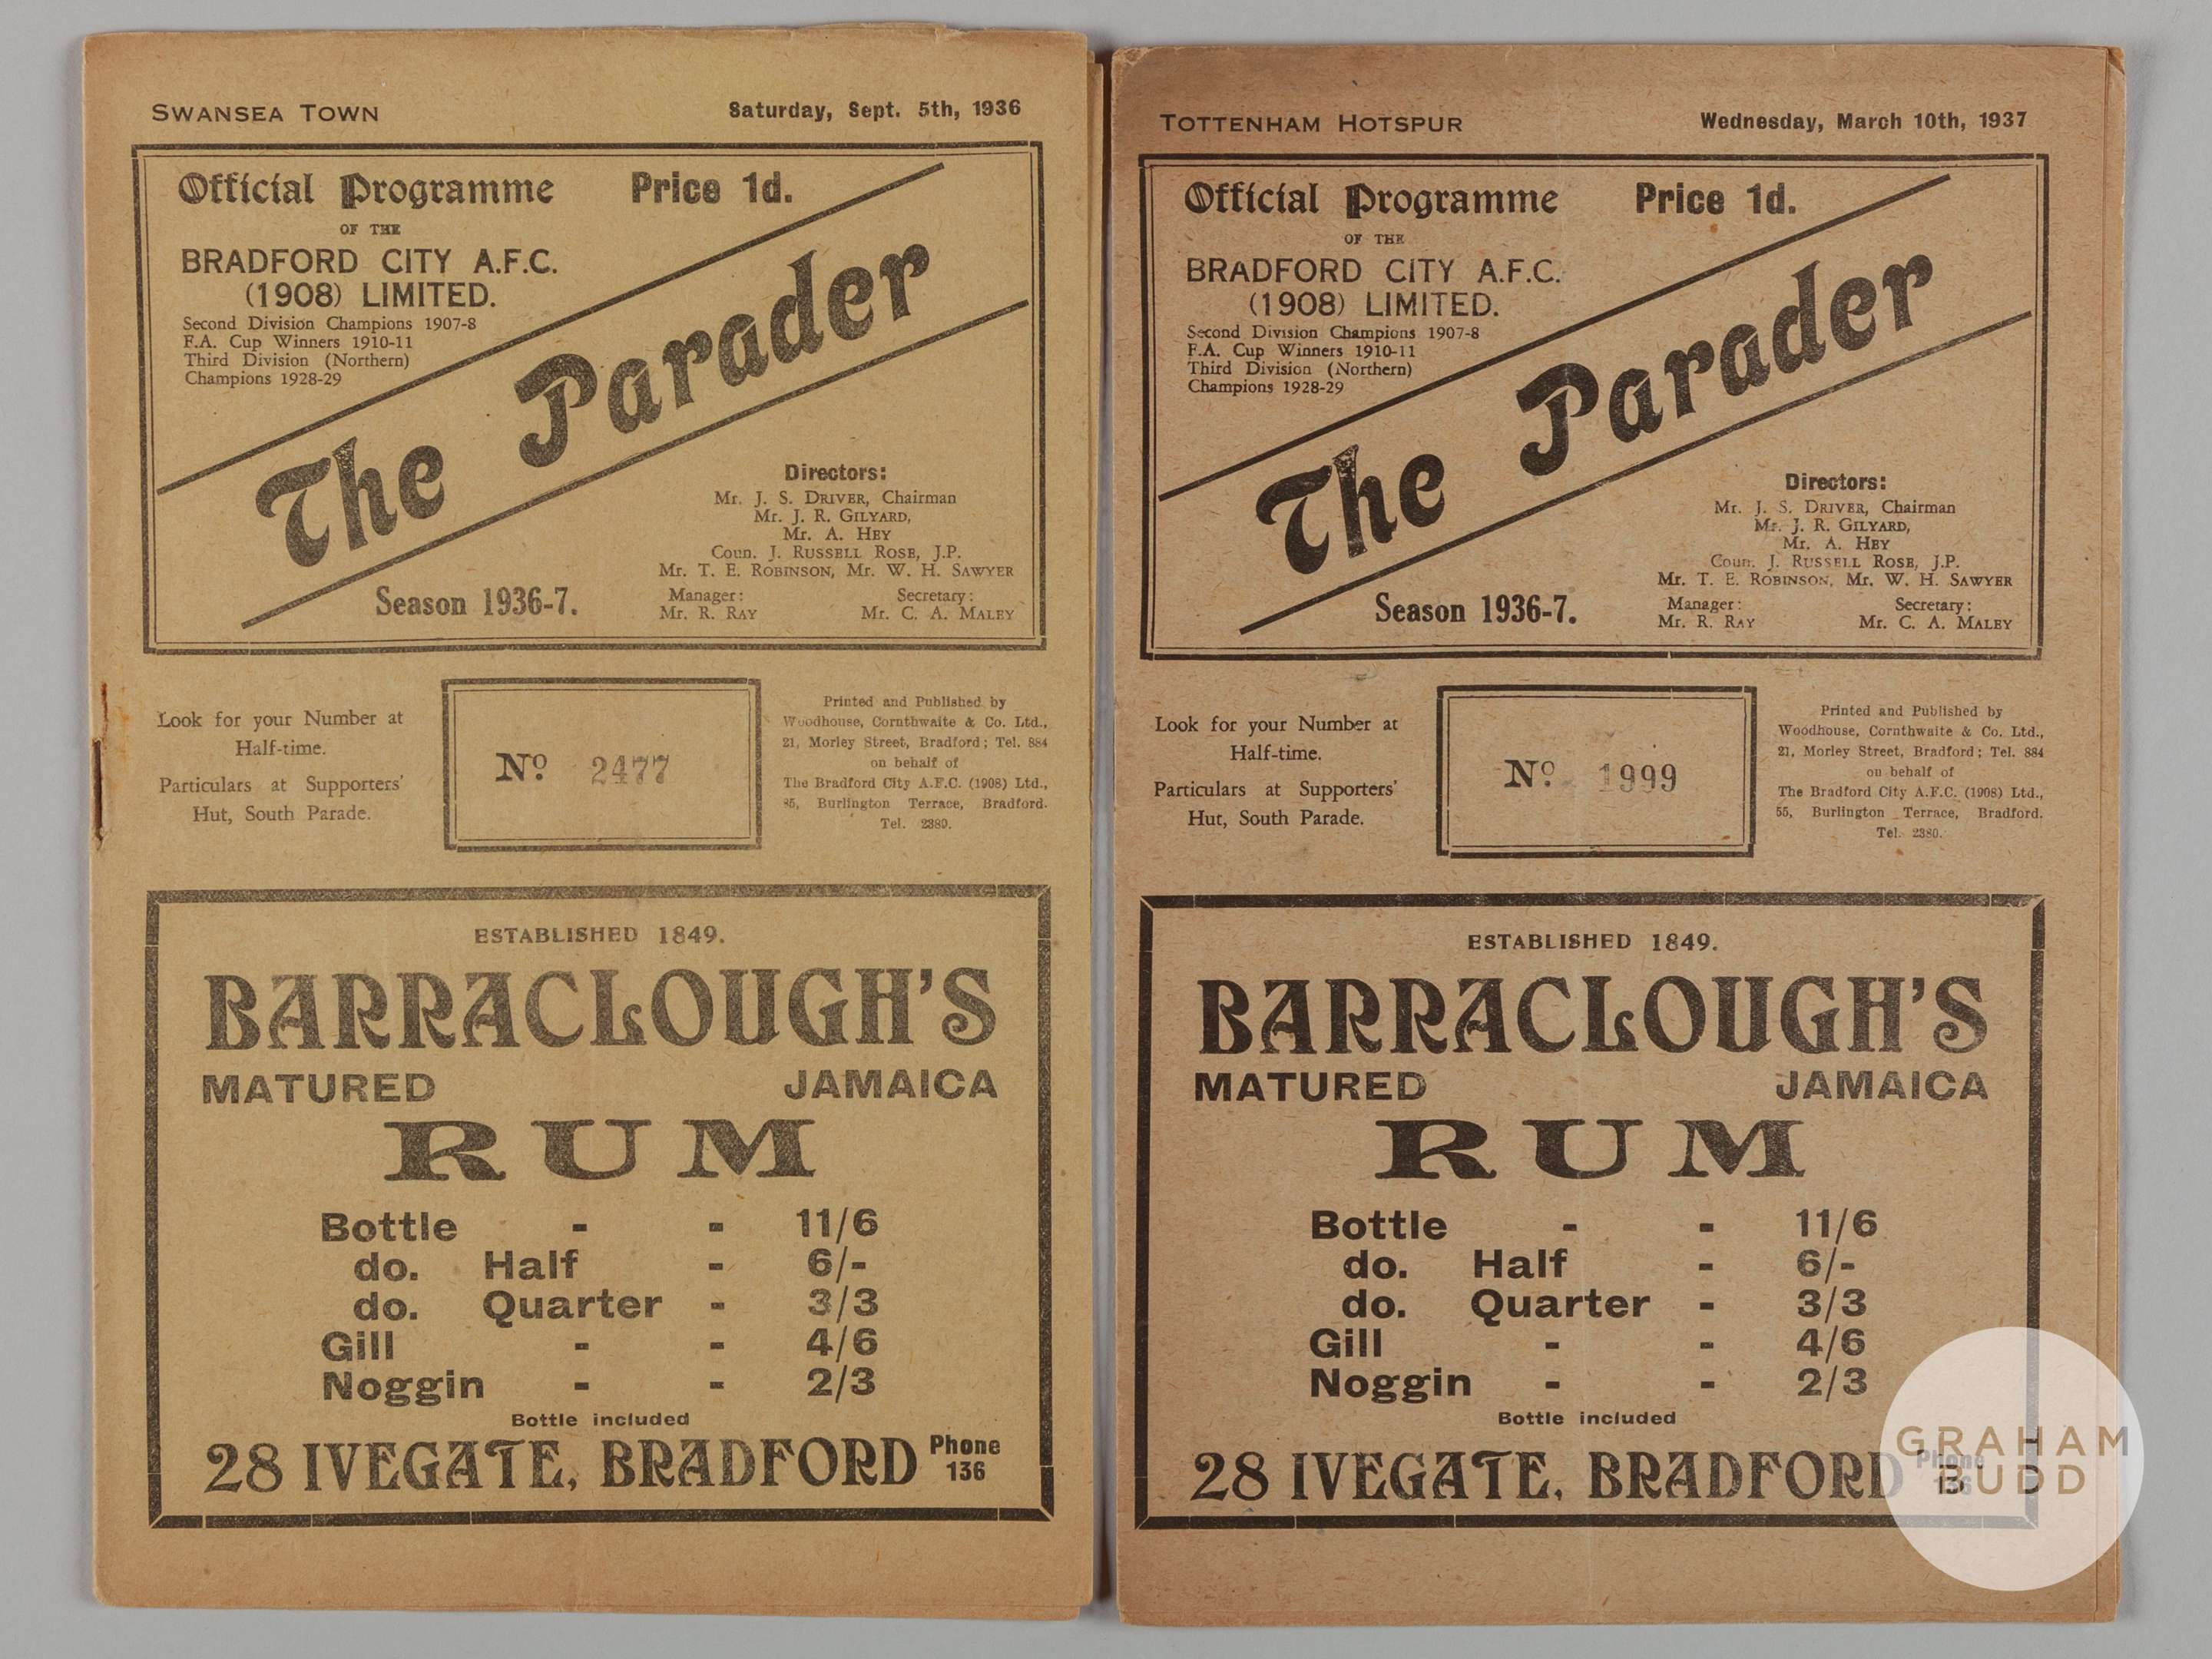 SWANSEA TOWN Saturday, Sept. 5th, 1936
Official Programme Price 1d.
OF THE
BRADFORD CITY A.F.C.
(1908) LIMITED.
Second Division Champions 1907-8
F.A. Cup Winners 1910-11
Third Division (Northern)
Champions 1928-29
The Parader
Directors:
Mr. J. S. DRIVER, Chairman
Mr. J. R. GILYARD,
Mr. A. HEY
Coun. J. RUSSELL ROSE, J.P.
Mr. T. E. ROBINSON, Mr. W. H. SAWYER
Manager: Secretary:
Mr. R. RAY Mr. C. A. MALEY
Season 1936-7.
Look for your Number at
Half-time.
Particulars at Supporters'
Hut, South Parade.
No. 2477
Printed and Published by
Woodhouse, Cornthwaite & Co. Ltd.,
21, Morley Street, Bradford; Tel. 884
on behalf of
The Bradford City A.F.C. (1908) Ltd.,
55, Burlington Terrace, Bradford.
Tel. 2380.
ESTABLISHED 1849.
BARRACLOUGH'S
MATURED JAMAICA
RUM
Bottle - - 11/6
do. Half - 6/-
do. Quarter - 3/3
Gill - - 4/6
Noggin - - 2/3
Bottle included
28 IVEGATE, BRADFORD Phone
136
TOTTENHAM HOTSPUR Wednesday, March 10th, 1937
Official Programme Price 1d.
OF THE
BRADFORD CITY A.F.C.
(1908) LIMITED.
Second Division Champions 1907-8
F.A. Cup Winners 1910-11
Third Division (Northern)
Champions 1928-29
The Parader
Directors:
Mr. J. S. DRIVER, Chairman
Mr. J. R. GILYARD,
Mr. A. HEY
Coun. J. RUSSELL ROSE, J.P.
Mr. T. E. ROBINSON, Mr. W. H. SAWYER
Manager: Secretary:
Mr. R. RAY Mr. C. A. MALEY
Season 1936-7.
Look for your Number at
Half-time.
Particulars at Supporters'
Hut, South Parade.
No. 1999
Printed and Published by
Woodhouse, Cornthwaite & Co. Ltd.,
21, Morley Street, Bradford; Tel. 884
on behalf of
The Bradford City A.F.C. (1908) Ltd.,
55, Burlington Terrace, Bradford.
Tel. 2380.
ESTABLISHED 1849.
BARRACLOUGH'S
MATURED JAMAICA
RUM
Bottle - - 11/6
do. Half - 6/-
do. Quarter - 3/3
Gill - - 4/6
Noggin - - 2/3
Bottle included
28 IVEGATE, BRADFORD Phone
136
GRAHAM
BUDD